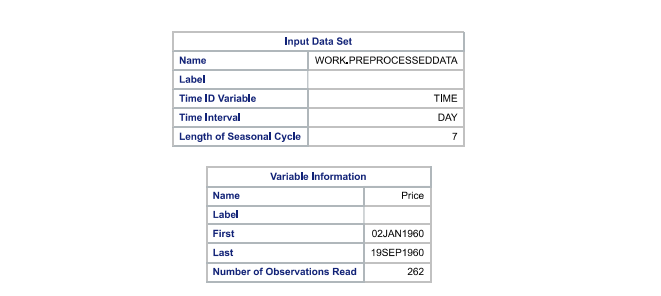 Input Data Set
Name WORK.PREPROCESSEDDATA
Label
Time ID Variable TIME
Time Interval DAY
Length of Seasonal Cycle 7
Variable Information
Name Price
Label
First 02JAN1960
Last 19SEP1960
Number of Observations Read 262